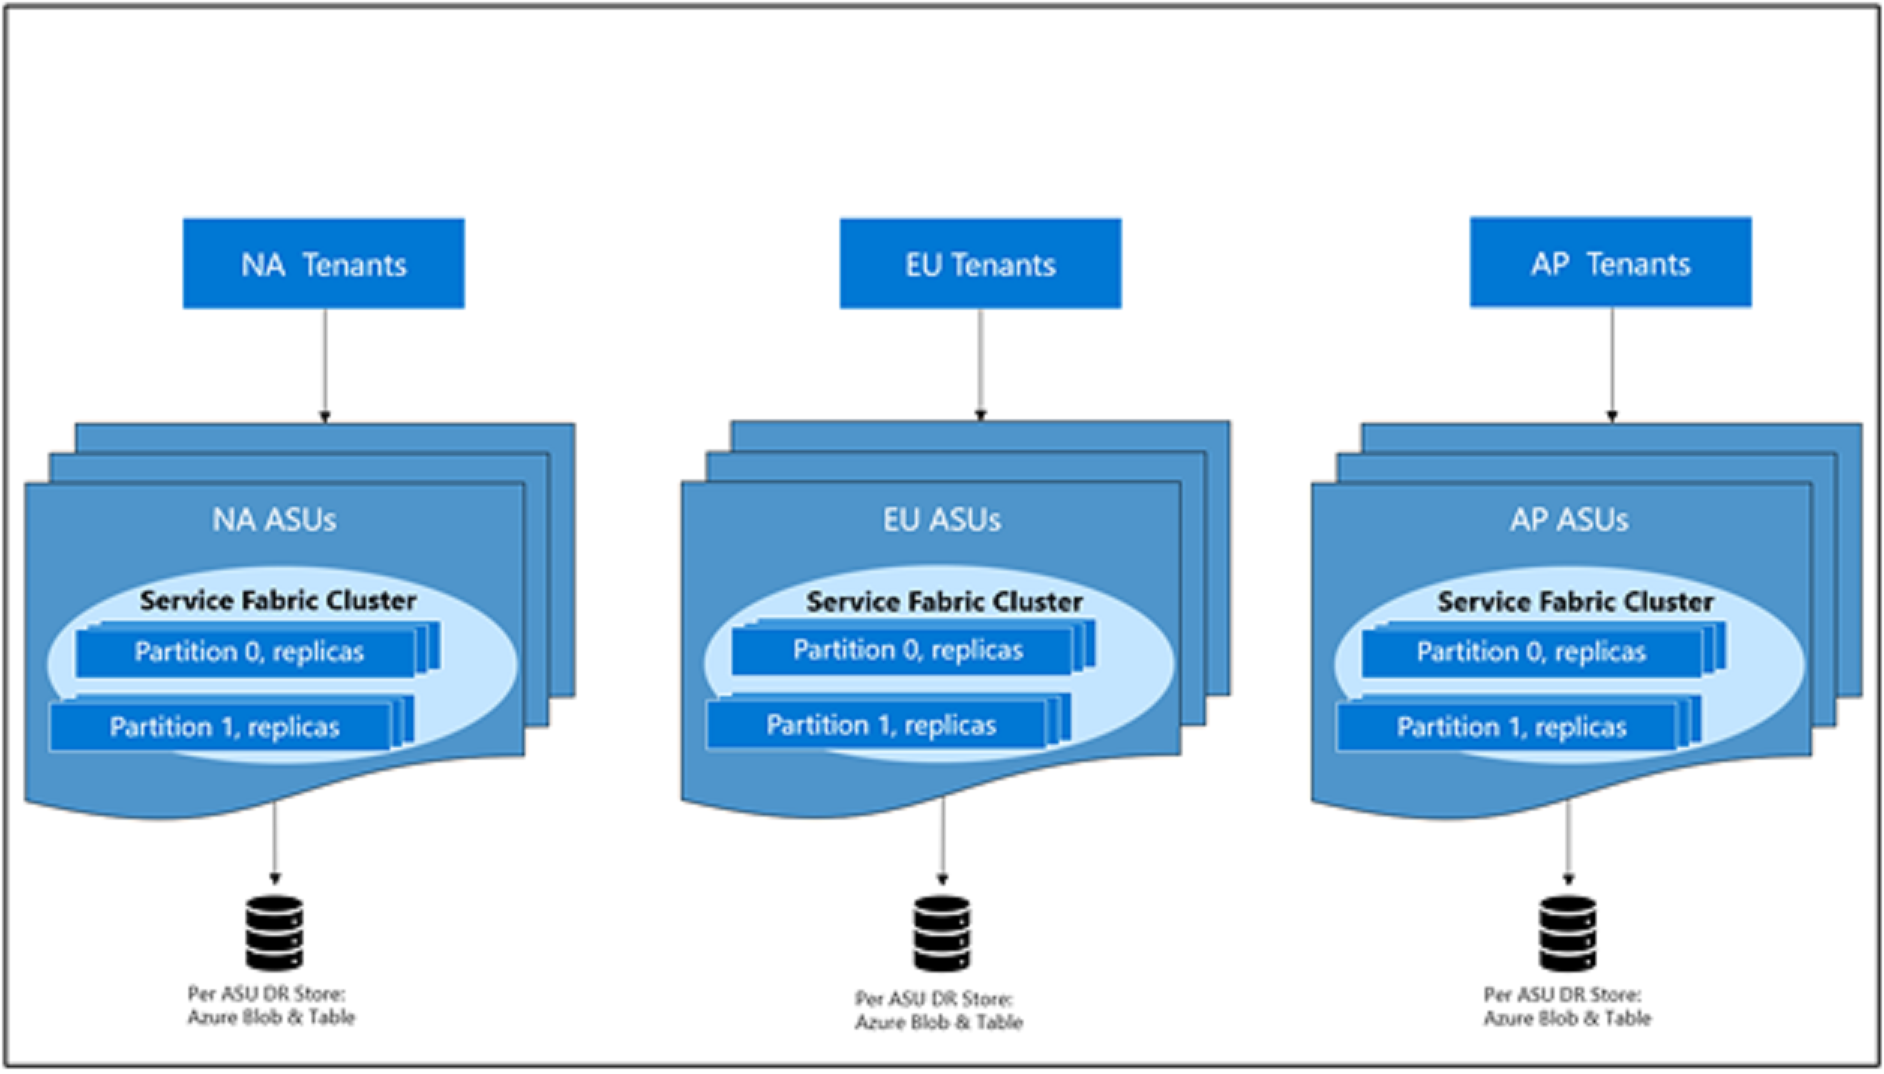 NA Tenants
EU Tenants
AP Tenants
NA ASUs
Service Fabric Cluster
Partition 0, replicas
Partition 1, replicas
EU ASUs
Service Fabric Cluster
Partition 0, replicas
Partition 1, replicas
AP ASUs
Service Fabric Cluster
Partition 0, replicas
Partition 1, replicas
Per ASU DR Store:
Azure Blob & Table
Per ASU DR Store:
Azure Blob & Table
Per ASU DR Store:
Azure Blob & Table